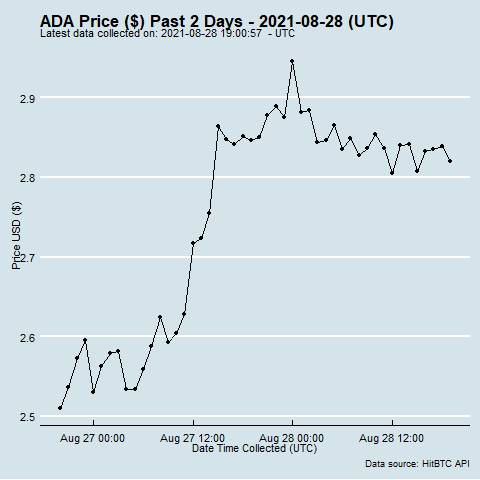 ADA Price ($) Past 2 Days - 2021-08-28 (UTC)
Latest data collected on: 2021-08-28 19:00:57 - UTC
Price USD ($)
2.9
2.8
2.7
2.6
2.5
Aug 27 00:00 Aug 27 12:00 Aug 28 00:00 Aug 28 12:00
Date Time Collected (UTC)
Data source: HitBTC API